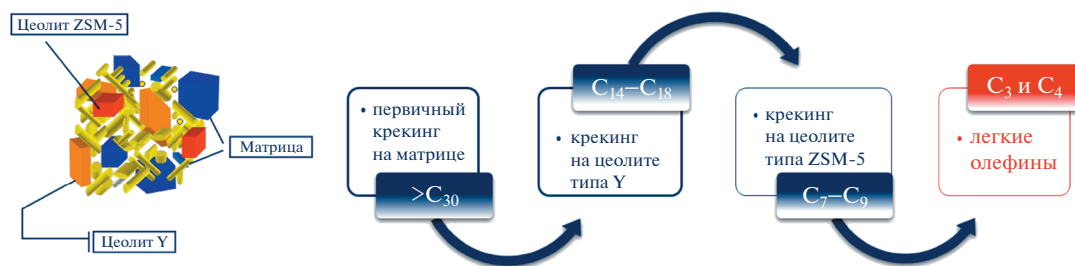 Цеолит ZSM-5
Матрица
Цеолит Y
• первичный
крекинг
на матрице
>C30
C14–C18
• крекинг
на цеолите
типа Y
• крекинг
на цеолите
типа ZSM-5
C7–C9
C3 и C4
• легкие
олефины